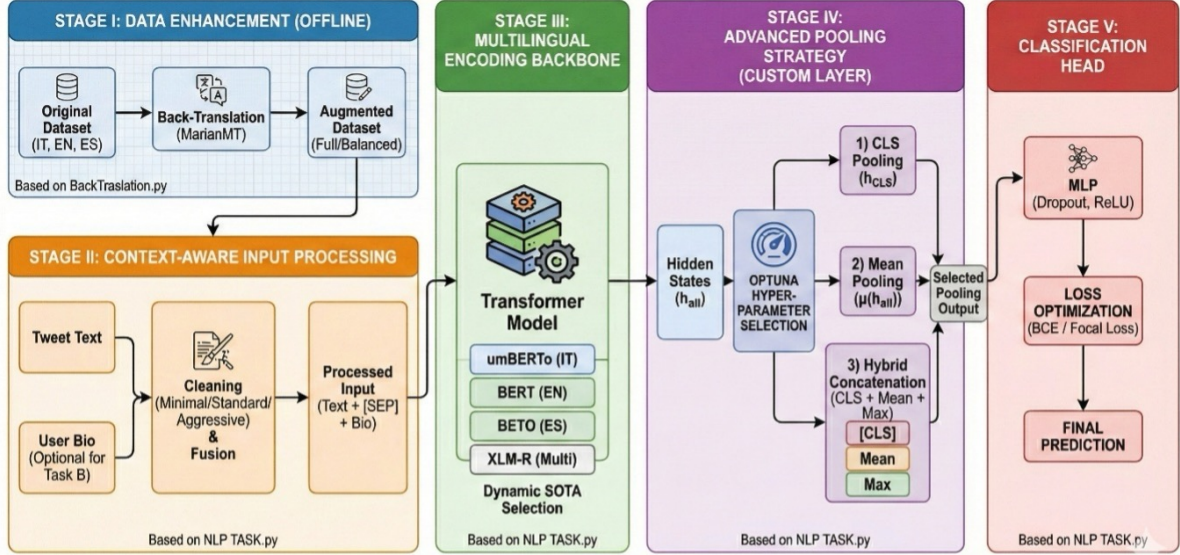 STAGE I: DATA ENHANCEMENT (OFFLINE)
Original
Dataset
(IT, EN, ES)
Back-Translation
(MarianMT)
Augmented
Dataset
(Full/Balanced)
Based on BackTraslation.py
STAGE II: CONTEXT-AWARE INPUT PROCESSING
Tweet Text
User Bio
(Optional for
Task B)
Cleaning
(Minimal/Standard/
Aggressive)
&
Fusion
Processed
Input
(Text + [SEP]
+ Bio)
Based on NLP TASK.py
STAGE III:
MULTILINGUAL
ENCODING BACKBONE
Transformer
Model
umBERTo (IT)
BERT (EN)
BETO (ES)
XLM-R (Multi)
Dynamic SOTA
Selection
Based on NLP TASK.py
STAGE IV:
ADVANCED POOLING
STRATEGY
(CUSTOM LAYER)
Hidden
States
(hall)
OPTUNA
HYPER-
PARAMETER
SELECTION
1) CLS
Pooling
(hCLS)
2) Mean
Pooling
(μ(hall))
3) Hybrid
Concatenation
(CLS + Mean +
Max)
[CLS]
Mean
Max
Selected
Pooling
Output
Based on NLP TASK.py
STAGE V:
CLASSIFICATION
HEAD
MLP
(Dropout, ReLU)
LOSS
OPTIMIZATION
(BCE / Focal Loss)
FINAL
PREDICTION
Based on NLP TASK.py